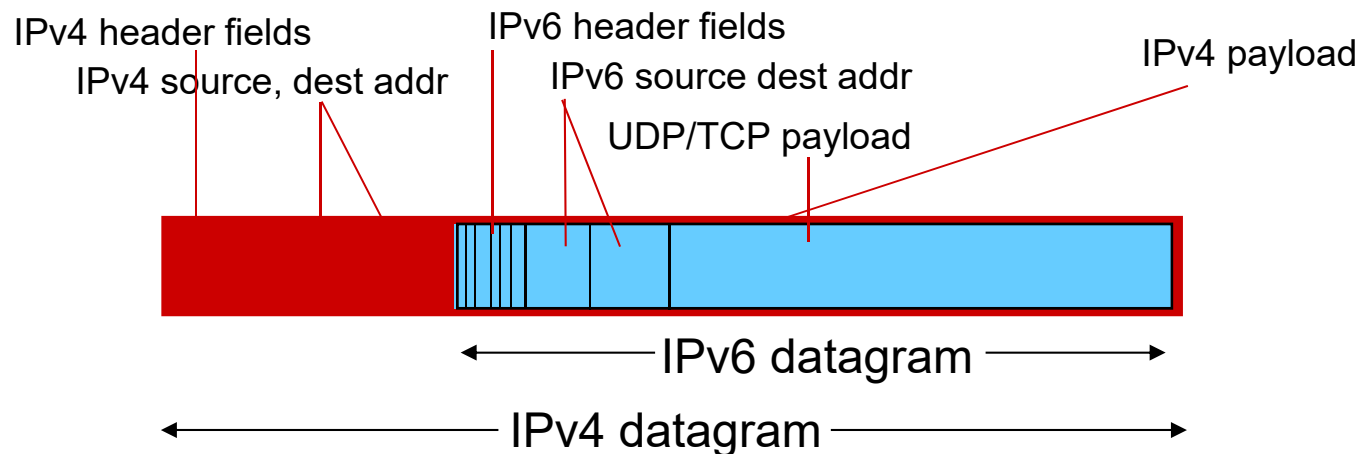 IPv4 header fields
IPv6 header fields
IPv4 payload
IPv4 source, dest addr
IPv6 source dest addr
UDP/TCP payload
IPv6 datagram
IPv4 datagram